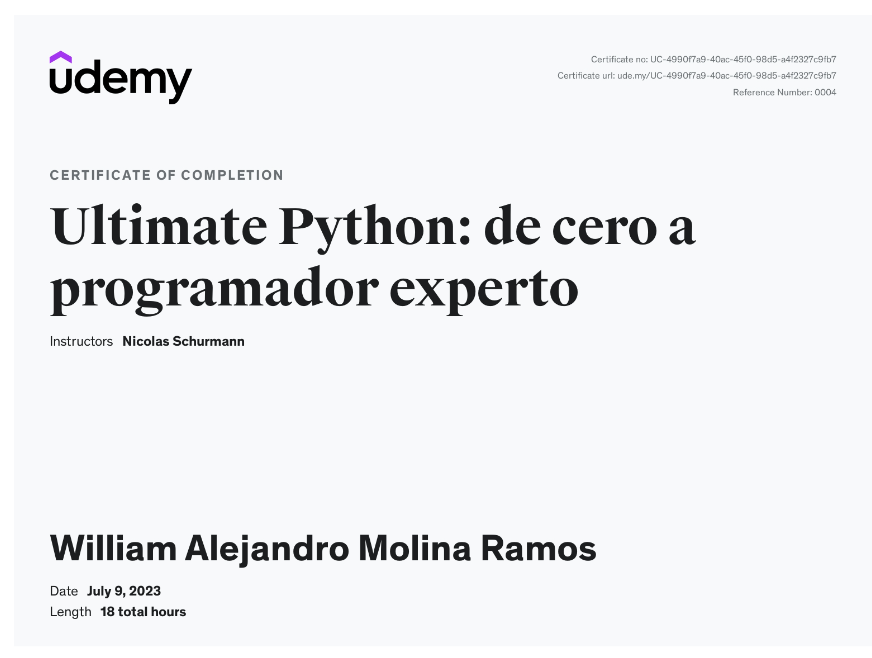 udemy
Certificate no: UC-4990f7a9-40ac-45f0-98d5-a4f2327c9fb7
Certificate url: ude.my/UC-4990f7a9-40ac-45f0-98d5-a4f2327c9fb7
Reference Number: 0004
CERTIFICATE OF COMPLETION
Ultimate Python: de cero a
programador experto
Instructors Nicolas Schurmann
William Alejandro Molina Ramos
Date July 9, 2023
Length 18 total hours